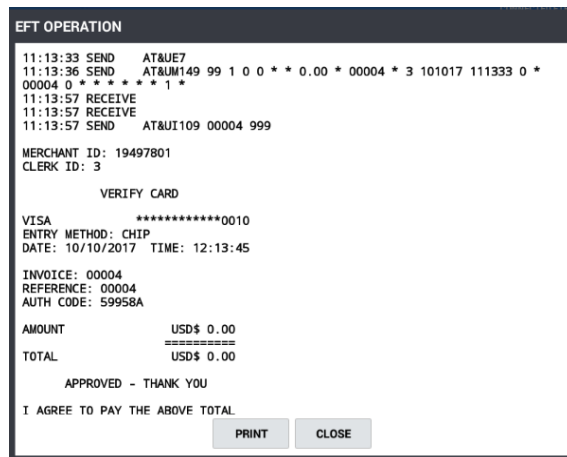 EFT OPERATION
11:13:33 SEND AT&UE7
11:13:36 SEND AT&UM149 99 1 0 0 * * 0.00 * 00004 * 3 101017 111333 0 *
00004 0 * * * * * * 1 *
11:13:57 RECEIVE
11:13:57 RECEIVE
11:13:57 SEND AT&UI109 00004 999
MERCHANT ID: 19497801
CLERK ID: 3
VERIFY CARD
VISA ************0010
ENTRY METHOD: CHIP
DATE: 10/10/2017 TIME: 12:13:45
INVOICE: 00004
REFERENCE: 00004
AUTH CODE: 59958A
AMOUNT USD$ 0.00
==========
TOTAL USD$ 0.00
APPROVED - THANK YOU
I AGREE TO PAY THE ABOVE TOTAL
PRINT CLOSE